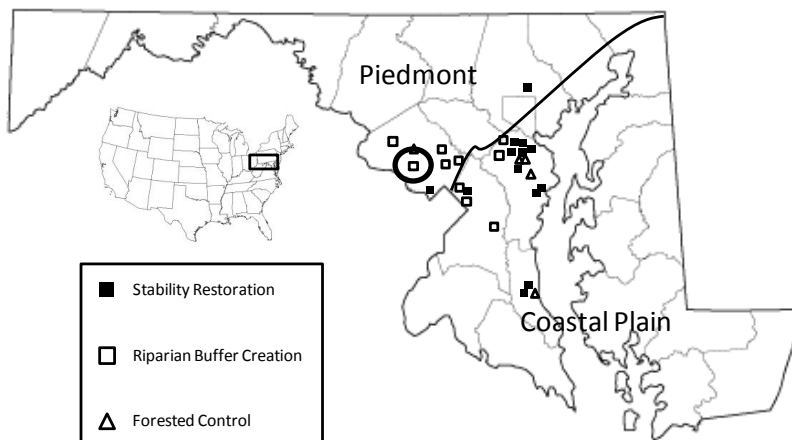 Piedmont
Coastal Plain
Stability Restoration
Riparian Buffer Creation
Forested Control